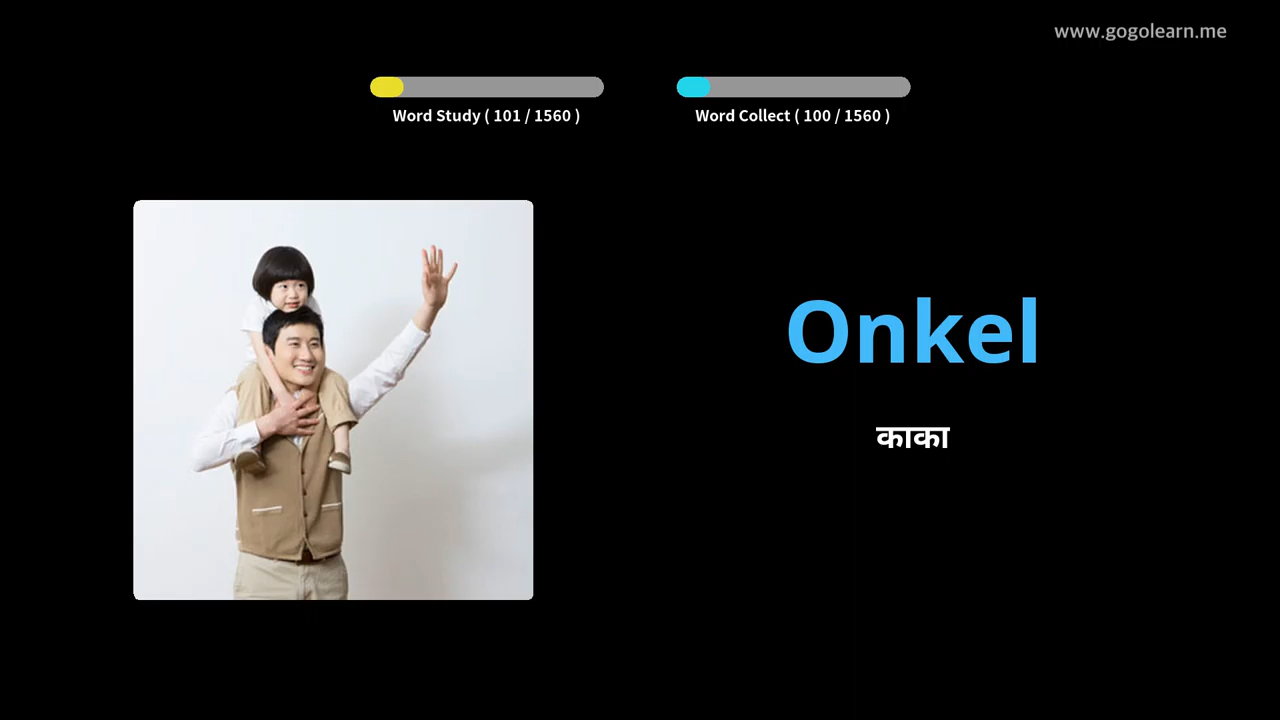 www.gogolearn.me
Word Study ( 101 / 1560 )
Word Collect ( 100 / 1560 )
Onkel
काका